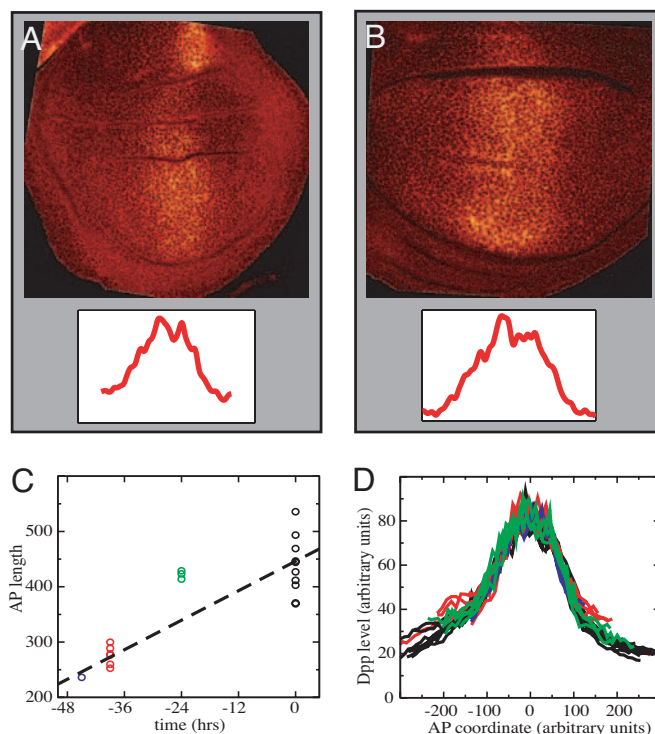 A
B
C
AP length
500
400
300
200
-48
-36
-24
-12
0
time (hrs)
D
Dpp level (arbitrary units)
80
60
40
20
0
-200
-100
0
100
200
AP coordinate (arbitrary units)